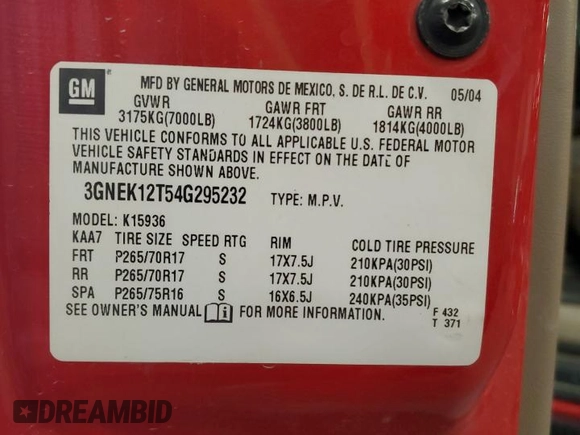 GM
MFD BY GENERAL MOTORS DE MEXICO, S. DE R.L. DE C.V. 05/04
GVWR GAWR FRT GAWR RR
3175KG(7000LB) 1724KG(3800LB) 1814KG(4000LB)
THIS VEHICLE CONFORMS TO ALL APPLICABLE U.S. FEDERAL MOTOR
VEHICLE SAFETY STANDARDS IN EFFECT ON THE DATE OF
MANUFACTURE SHOWN ABOVE.
3GNEK12T54G295232 TYPE: M.P.V.
MODEL: K15936
KAA7 TIRE SIZE SPEED RTG RIM COLD TIRE PRESSURE
FRT P265/70R17 S 17X7.5J 210KPA(30PSI)
RR P265/70R17 S 17X7.5J 210KPA(30PSI)
SPA P265/75R16 S 16X6.5J 240KPA(35PSI)
SEE OWNER'S MANUAL i FOR MORE INFORMATION. F 432
T 371
DREAMBID